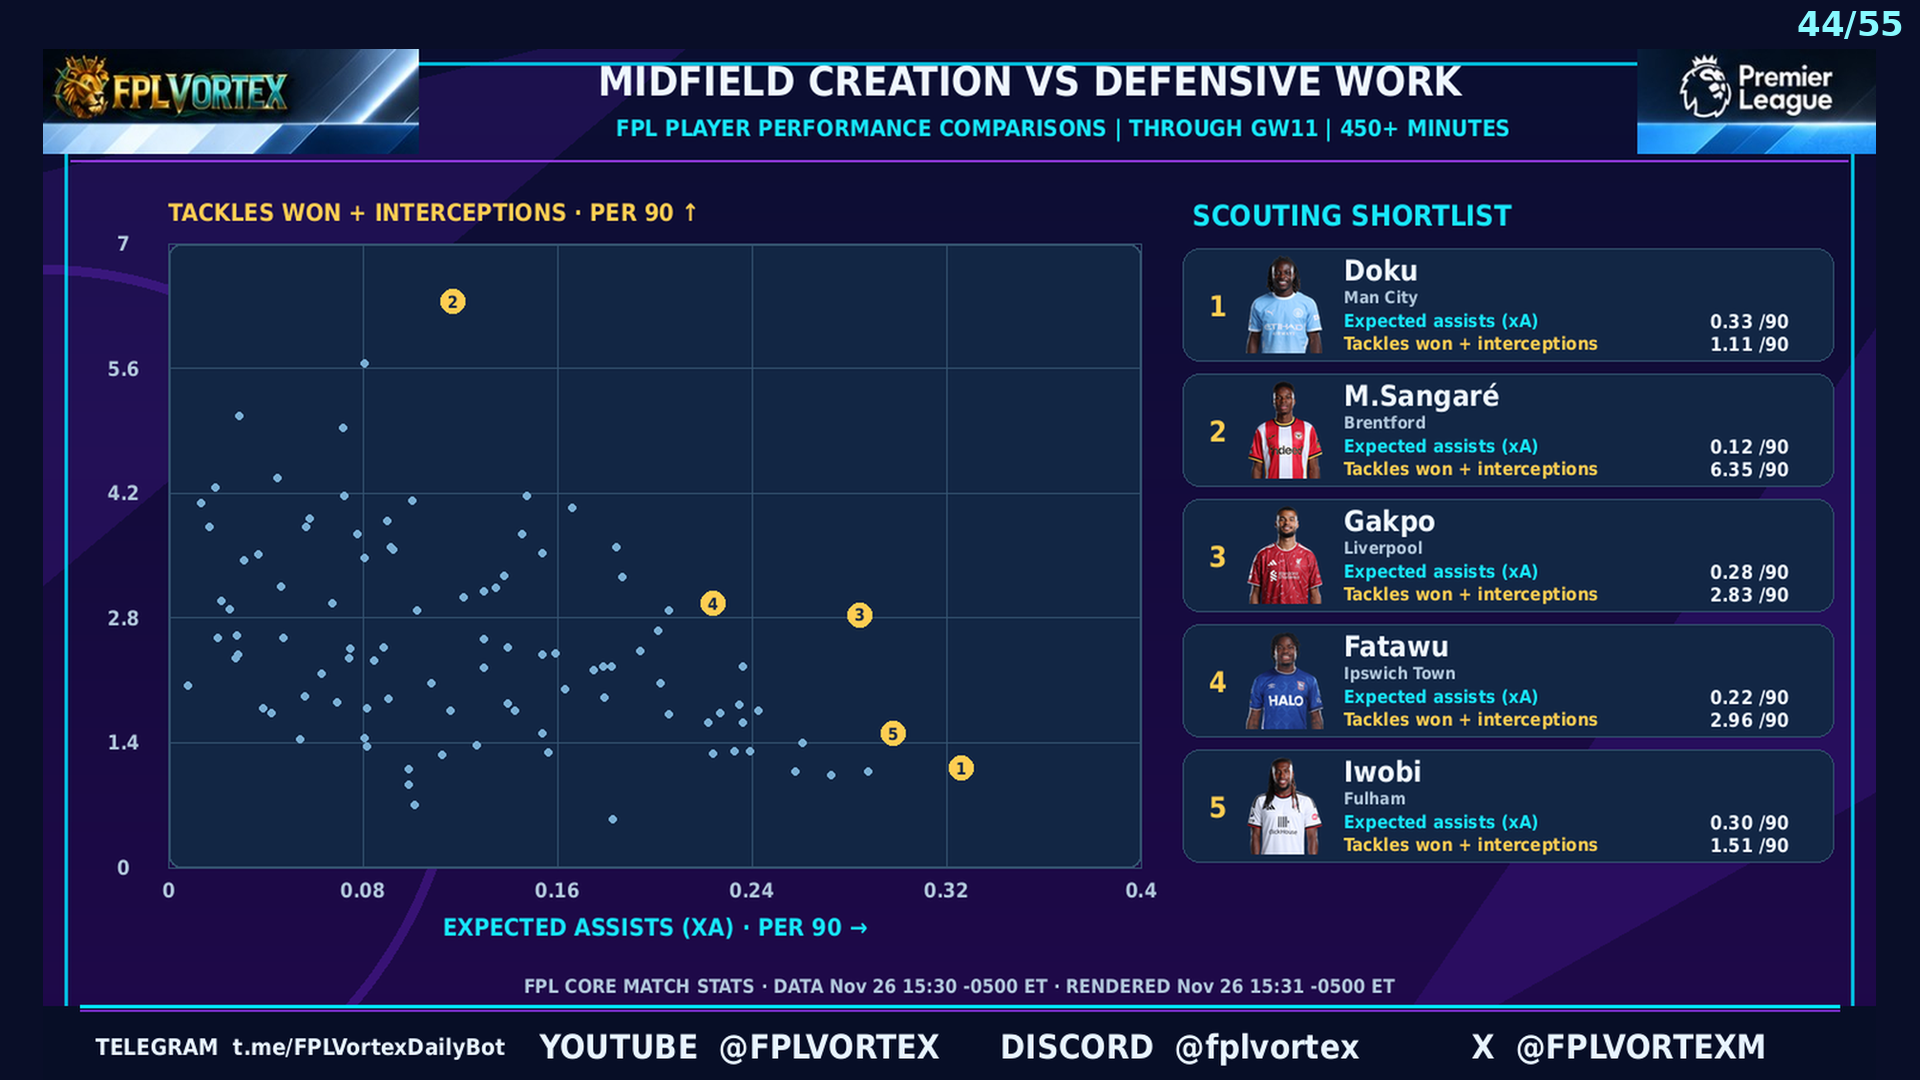 44/55
FPLVORTEX
MIDFIELD CREATION VS DEFENSIVE WORK
FPL PLAYER PERFORMANCE COMPARISONS | THROUGH GW11 | 450+ MINUTES
Premier
League
TACKLES WON + INTERCEPTIONS · PER 90 ↑
7
5.6
4.2
2.8
1.4
0
0
0.08
0.16
0.24
0.32
0.4
2
4
3
5
1
EXPECTED ASSISTS (XA) · PER 90 →
SCOUTING SHORTLIST
1
Doku
Man City
Expected assists (xA) 0.33 /90
Tackles won + interceptions 1.11 /90
2
M.Sangaré
Brentford
Expected assists (xA) 0.12 /90
Tackles won + interceptions 6.35 /90
3
Gakpo
Liverpool
Expected assists (xA) 0.28 /90
Tackles won + interceptions 2.83 /90
4
HALO
Fatawu
Ipswich Town
Expected assists (xA) 0.22 /90
Tackles won + interceptions 2.96 /90
5
Iwobi
Fulham
Expected assists (xA) 0.30 /90
Tackles won + interceptions 1.51 /90
FPL CORE MATCH STATS · DATA Nov 26 15:30 -0500 ET · RENDERED Nov 26 15:31 -0500 ET
TELEGRAM t.me/FPLVortexDailyBot YOUTUBE @FPLVORTEX DISCORD @fplvortex X @FPLVORTEXM